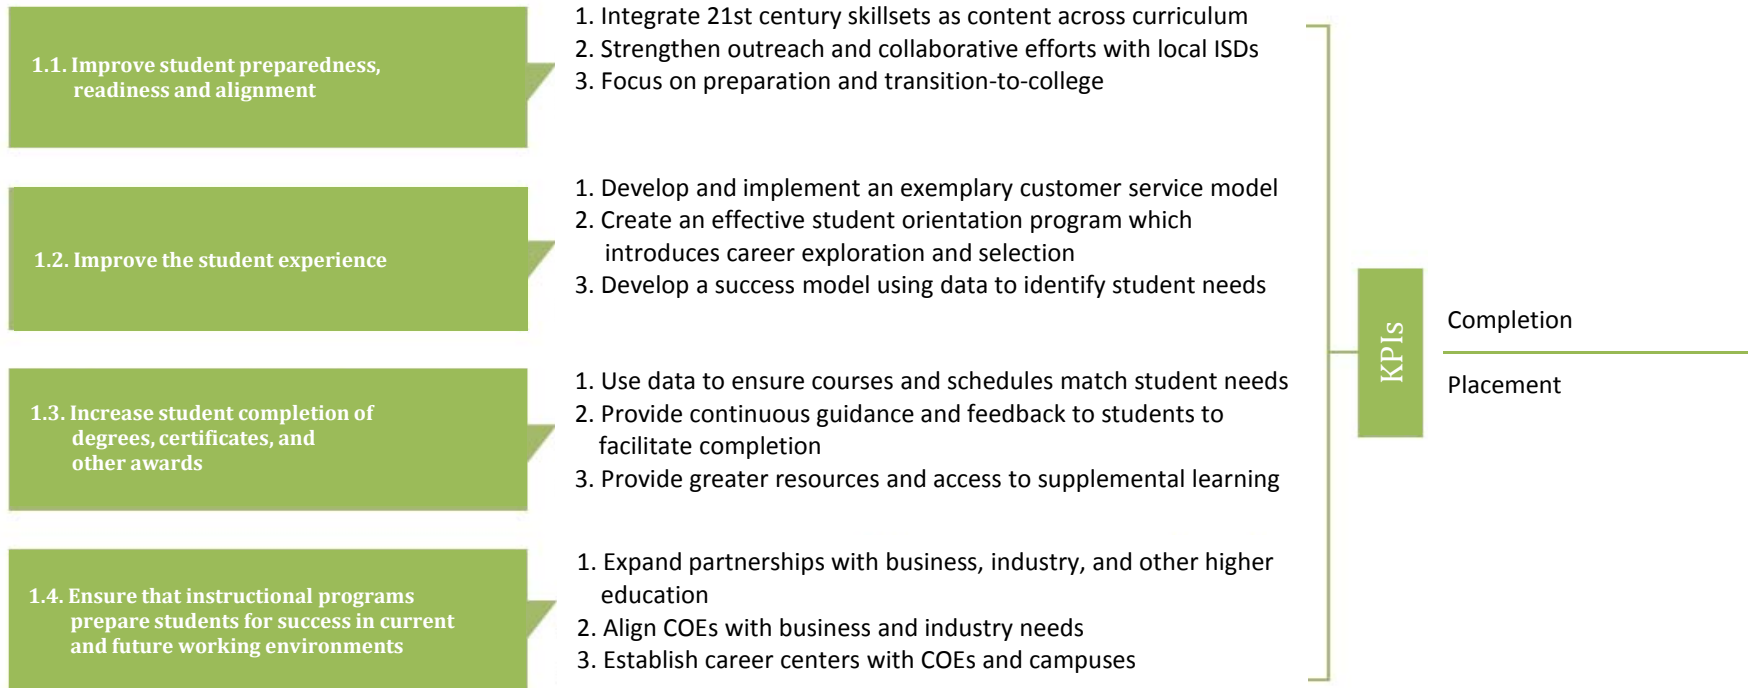 1.1. Improve student preparedness,
readiness and alignment
1. Integrate 21st century skillsets as content across curriculum
2. Strengthen outreach and collaborative efforts with local ISDs
3. Focus on preparation and transition-to-college
1.2. Improve the student experience
1. Develop and implement an exemplary customer service model
2. Create an effective student orientation program which
introduces career exploration and selection
3. Develop a success model using data to identify student needs
1.3. Increase student completion of
degrees, certificates, and
other awards
1. Use data to ensure courses and schedules match student needs
2. Provide continuous guidance and feedback to students to
facilitate completion
3. Provide greater resources and access to supplemental learning
1.4. Ensure that instructional programs
prepare students for success in current
and future working environments
1. Expand partnerships with business, industry, and other higher
education
2. Align COEs with business and industry needs
3. Establish career centers with COEs and campuses
KPIs
Completion
Placement